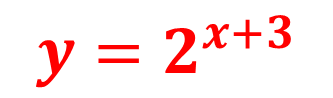 y = 2^{x+3}